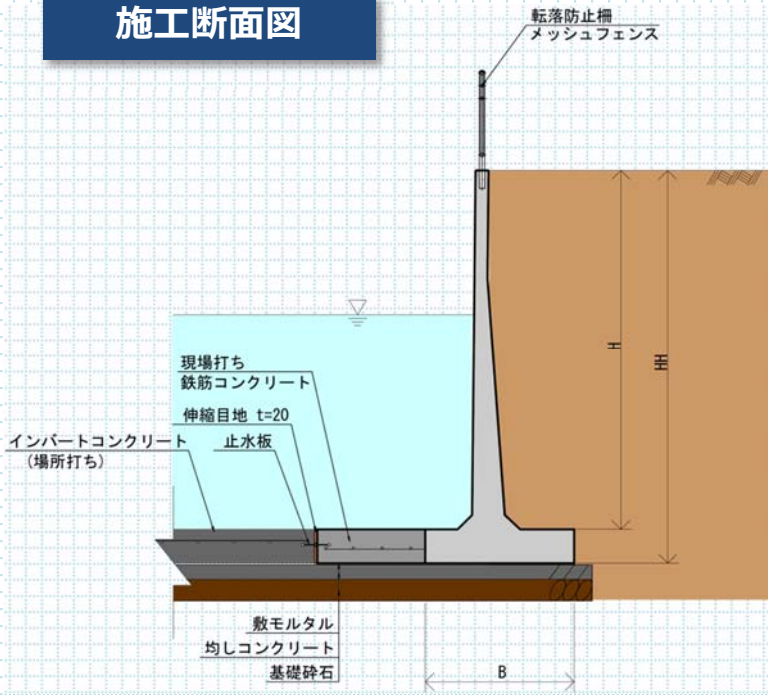 施工断面図
転落防止柵
メッシュフェンス
H
HH
現場打ち
鉄筋コンクリート
伸縮目地 t=20
インバートコンクリート
(場所打ち)
止水板
敷モルタル
均しコンクリート
基礎砕石
B